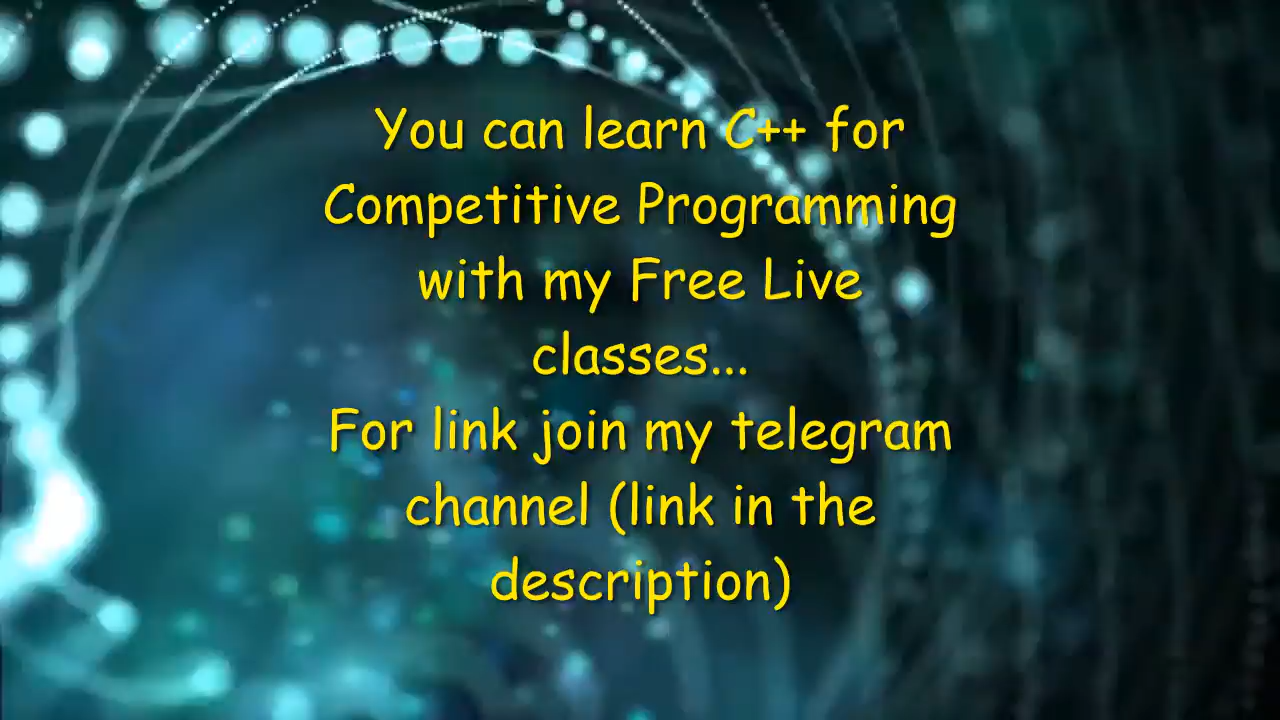 You can learn C++ for
Competitive Programming
with my Free Live
classes...
For link join my telegram
channel (link in the
description)